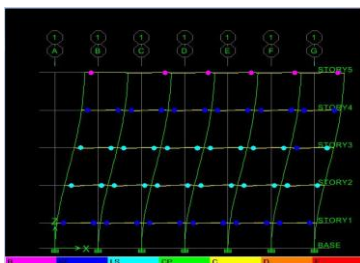 1 1 1 1 1 1 1
A B C D E F G
STORY5
STORY4
STORY3
STORY2
Z
STORY1
X
BASE
B LS CP C D E